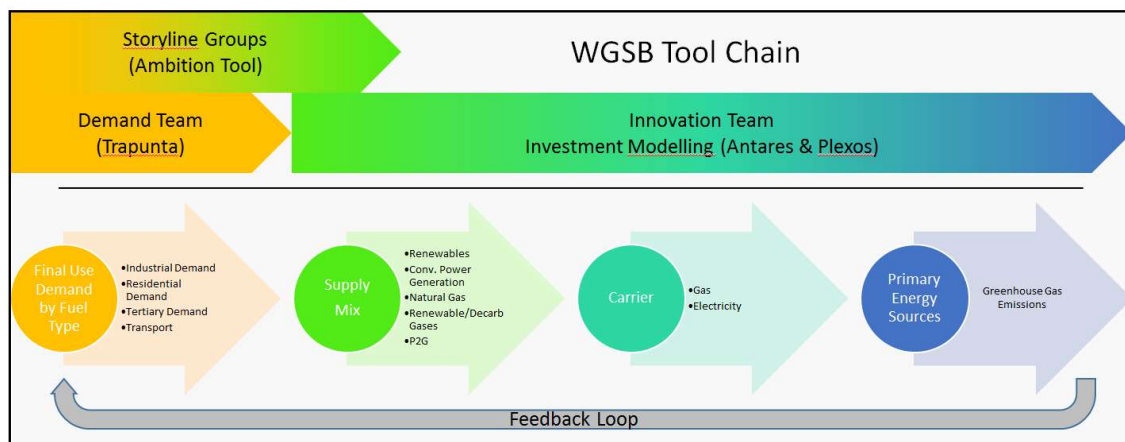 Storyline Groups
(Ambition Tool)
WGSB Tool Chain
Demand Team
(Trapunta)
Innovation Team
Investment Modelling (Antares & Plexos)
Final Use
Demand
by Fuel
Type
•Industrial Demand
•Residential
Demand
•Tertiary Demand
•Transport
Supply
Mix
•Renewables
•Conv. Power
Generation
•Natural Gas
•Renewable/Decarb
Gases
•P2G
Carrier
•Gas
•Electricity
Primary
Energy
Sources
Greenhouse Gas
Emissions
Feedback Loop